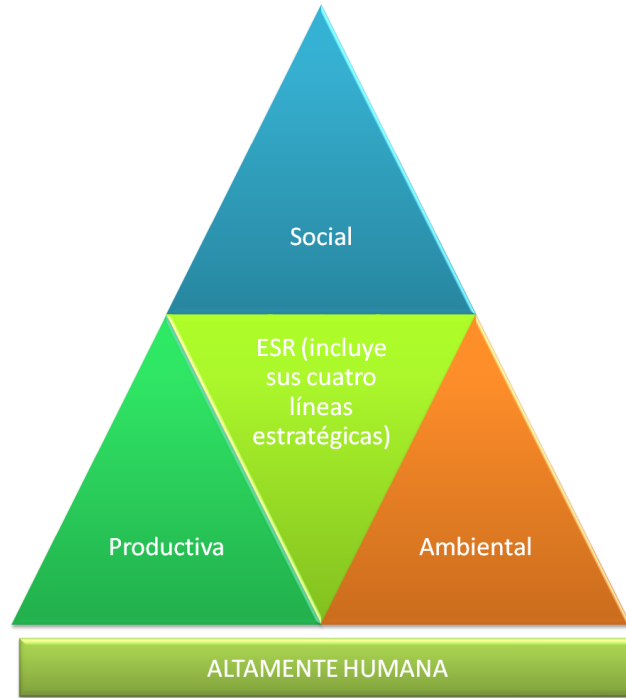 Social
ESR (incluye
sus cuatro
líneas
estratégicas)
Productiva
Ambiental
ALTAMENTE HUMANA